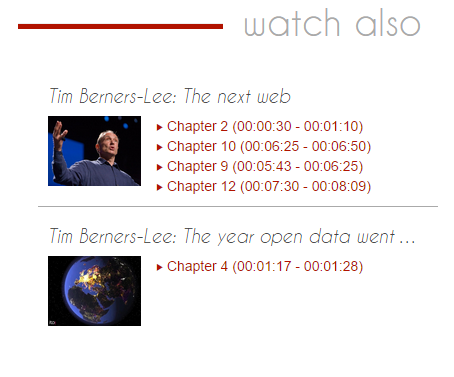 watch also
Tim Berners-Lee: The next web
Chapter 2 (00:00:30 - 00:01:10)
Chapter 10 (00:06:25 - 00:06:50)
Chapter 9 (00:05:43 - 00:06:25)
Chapter 12 (00:07:30 - 00:08:09)
Tim Berners-Lee: The year open data went ...
Chapter 4 (00:01:17 - 00:01:28)